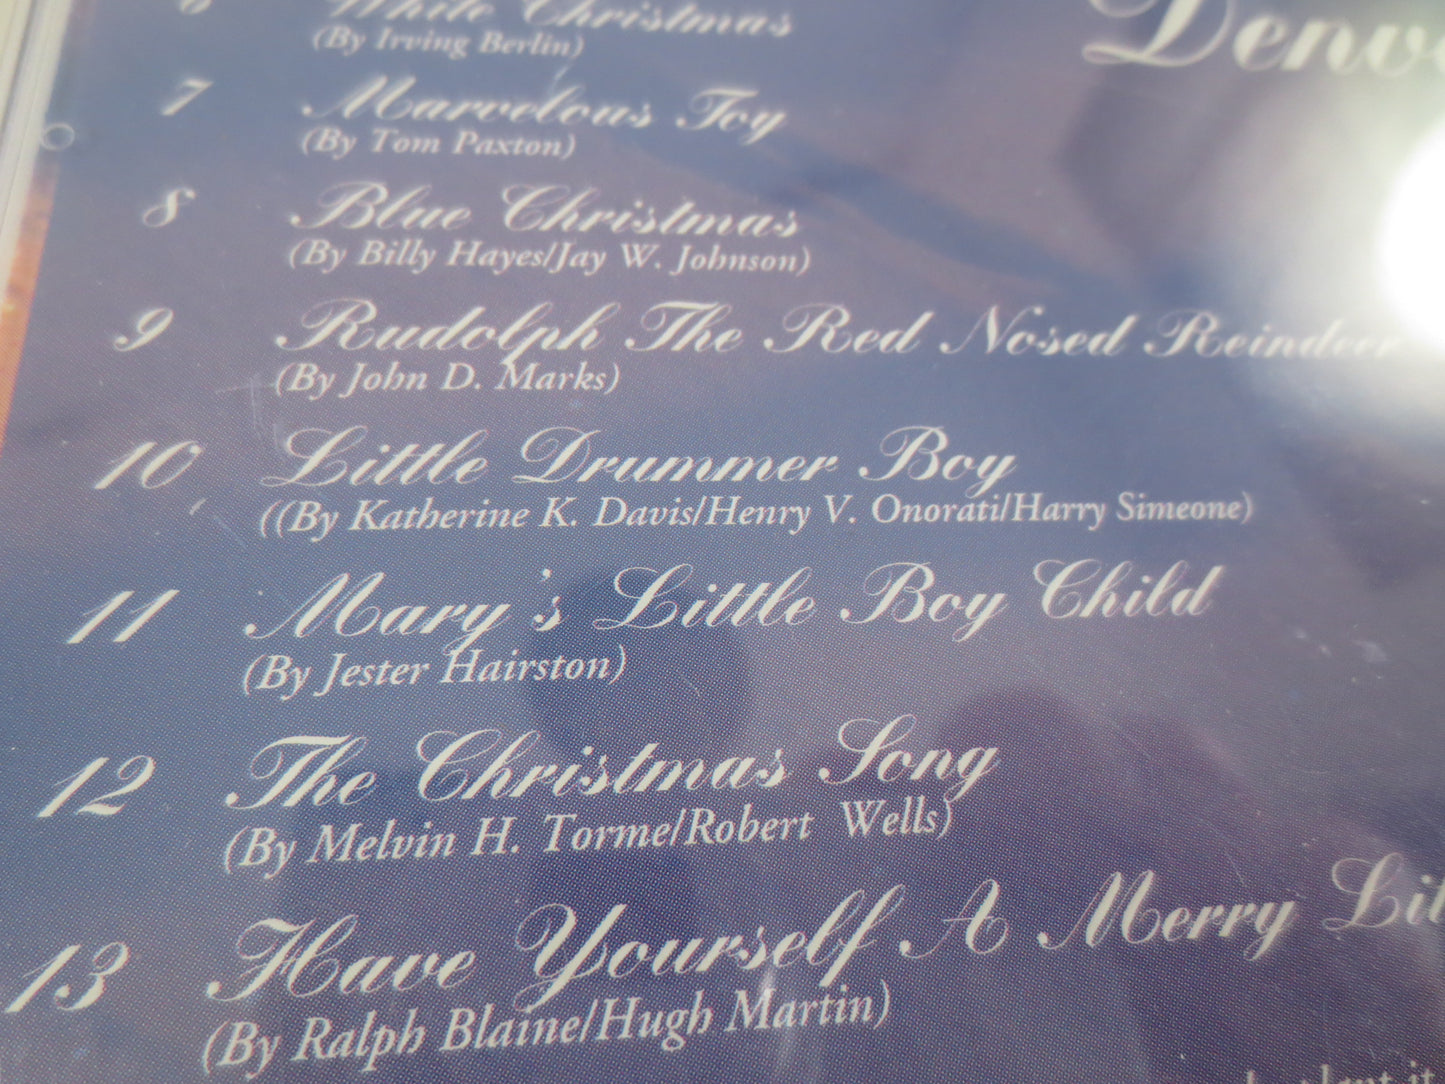 Denve
6 White Christmas
(By Irving Berlin)
7 Marvelous Toy
(By Tom Paxton)
8 Blue Christmas
(By Billy Hayes/Jay W. Johnson)
9 Rudolph The Red Nosed Reindeer
(By John D. Marks)
10 Little Drummer Boy
((By Katherine K. Davis/Henry V. Onorati/Harry Simeone)
11 Mary's Little Boy Child
(By Jester Hairston)
12 The Christmas Song
(By Melvin H. Torme/Robert Wells)
13 Have Yourself A Merry Lit
(By Ralph Blaine/Hugh Martin)